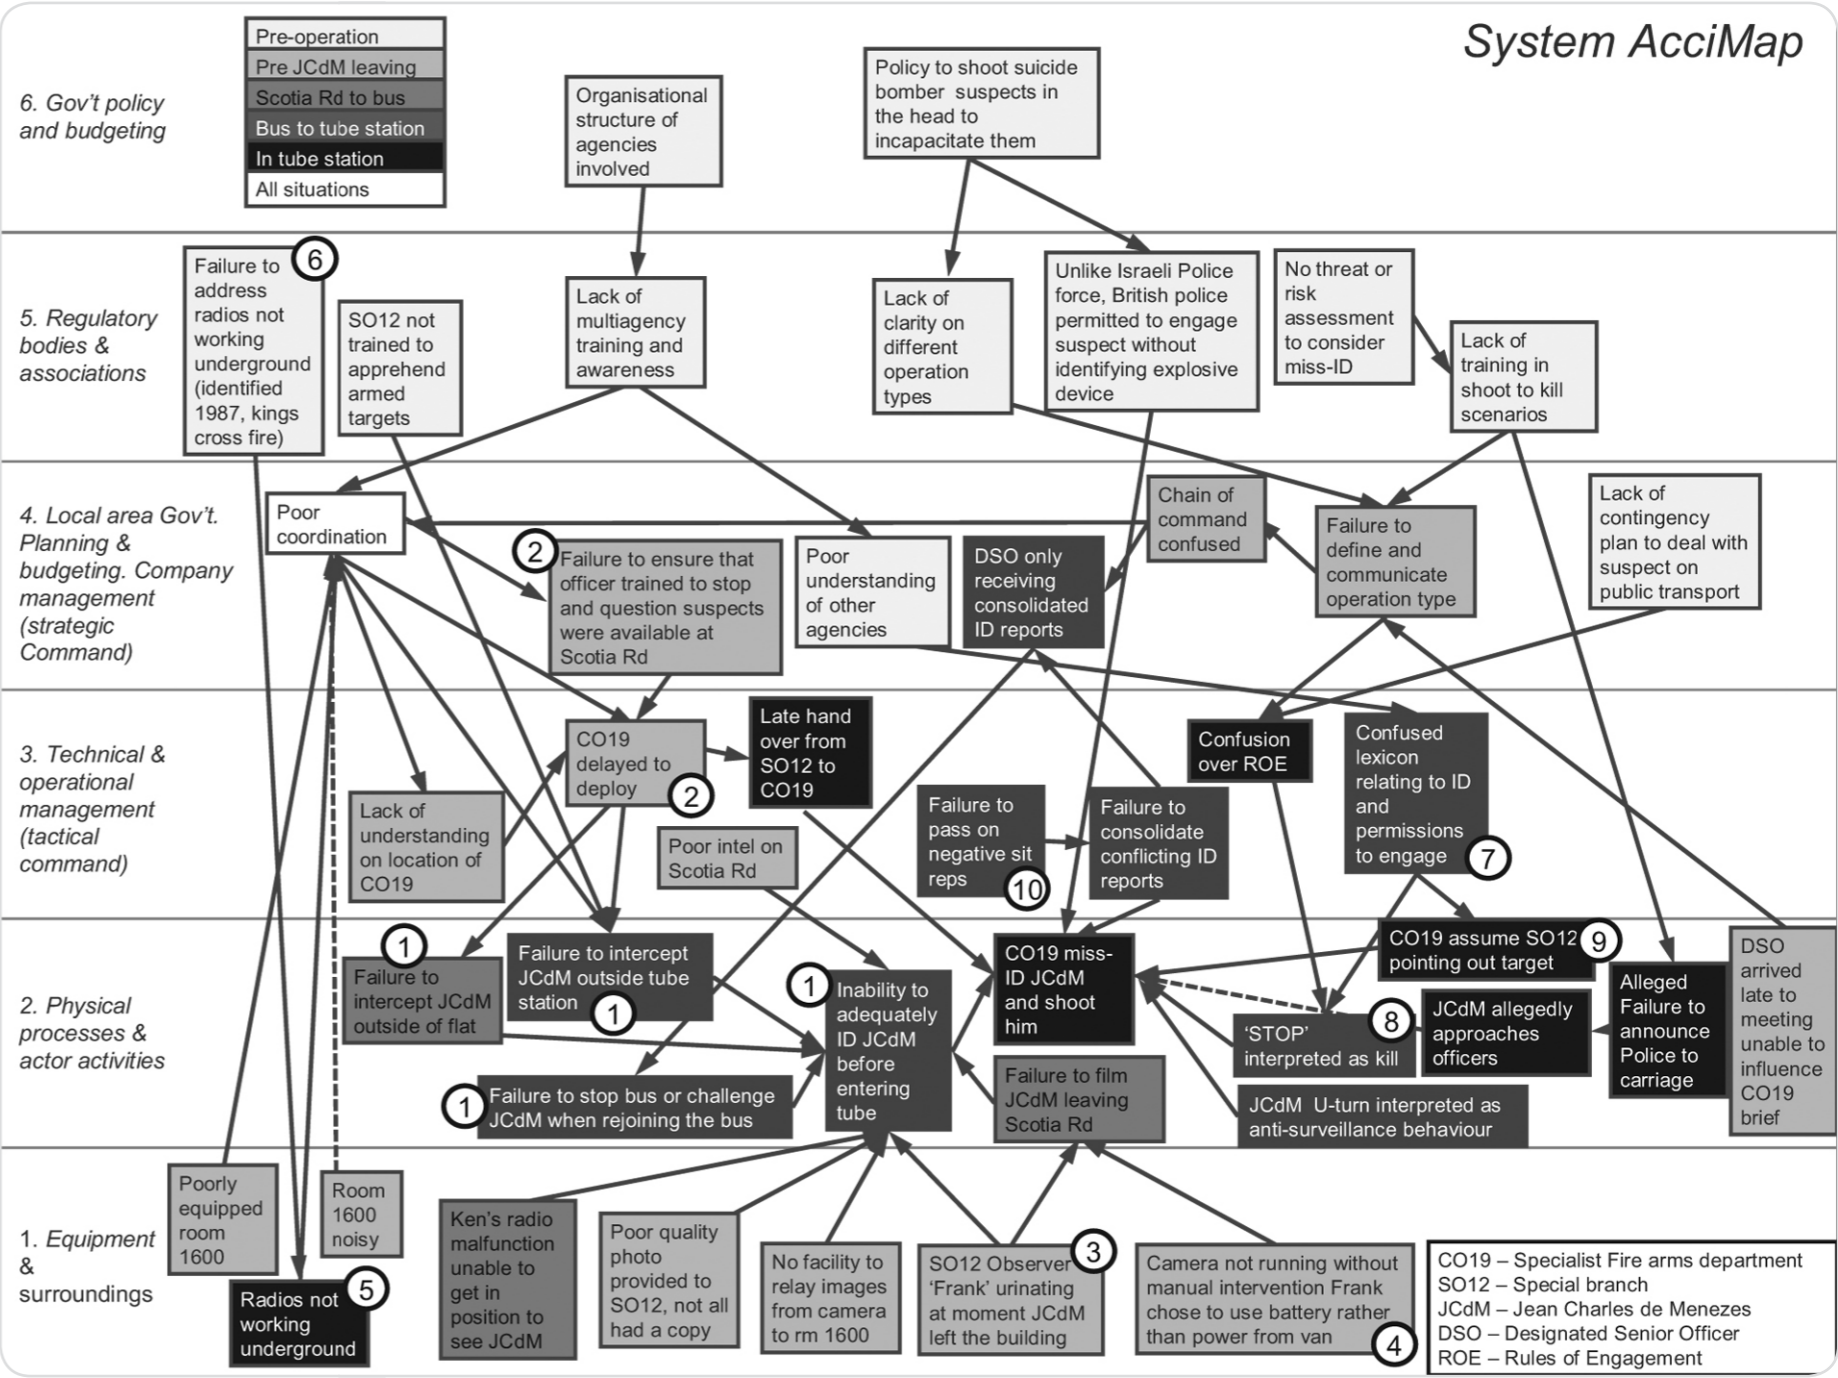 System AcciMap
Pre-operation
Pre JCdM leaving
Scotia Rd to bus
Bus to tube station
In tube station
All situations
6. Gov't policy
and budgeting
Organisational
structure of
agencies
involved
Policy to shoot suicide
bomber suspects in
the head to
incapacitate them
5. Regulatory
bodies &
associations
Failure to
address
radios not
working
underground
(identified
1987, kings
cross fire)
6
SO12 not
trained to
apprehend
armed
targets
Lack of
multiagency
training and
awareness
Lack of
clarity on
different
operation
types
Unlike Israeli Police
force, British police
permitted to engage
suspect without
identifying explosive
device
No threat or
risk
assessment
to consider
miss-ID
Lack of
training in
shoot to kill
scenarios
4. Local area Gov't.
Planning &
budgeting. Company
management
(strategic
Command)
Poor
coordination
2
Failure to ensure that
officer trained to stop
and question suspects
were available at
Scotia Rd
Poor
understanding
of other
agencies
DSO only
receiving
consolidated
ID reports
Chain of
command
confused
Failure to
define and
communicate
operation type
Lack of
contingency
plan to deal with
suspect on
public transport
3. Technical &
operational
management
(tactical
command)
Lack of
understanding
on location of
CO19
CO19
delayed to
deploy
2
Late hand
over from
SO12 to
CO19
Poor intel on
Scotia Rd
Failure to
pass on
negative sit
reps
10
Failure to
consolidate
conflicting ID
reports
Confusion
over ROE
Confused
lexicon
relating to ID
and
permissions
to engage
7
2. Physical
processes &
actor activities
1
Failure to
intercept JCdM
outside of flat
Failure to intercept
JCdM outside tube
station
1
1
Failure to stop bus or challenge
JCdM when rejoining the bus
1
Inability to
adequately
ID JCdM
before
entering
tube
CO19 miss-
ID JCdM
and shoot
him
Failure to film
JCdM leaving
Scotia Rd
CO19 assume SO12
pointing out target
9
'STOP'
interpreted as kill
8
JCdM allegedly
approaches
officers
JCdM U-turn interpreted as
anti-surveillance behaviour
Alleged
Failure to
announce
Police to
carriage
DSO
arrived
late to
meeting
unable to
influence
CO19
brief
1. Equipment
&
surroundings
Poorly
equipped
room
1600
Room
1600
noisy
Radios not
working
underground
5
Ken's radio
malfunction
unable to
get in
position to
see JCdM
Poor quality
photo
provided to
SO12, not all
had a copy
No facility to
relay images
from camera
to rm 1600
SO12 Observer
'Frank' urinating
at moment JCdM
left the building
3
Camera not running without
manual intervention Frank
chose to use battery rather
than power from van
4
CO19 – Specialist Fire arms department
SO12 – Special branch
JCdM – Jean Charles de Menezes
DSO – Designated Senior Officer
ROE – Rules of Engagement